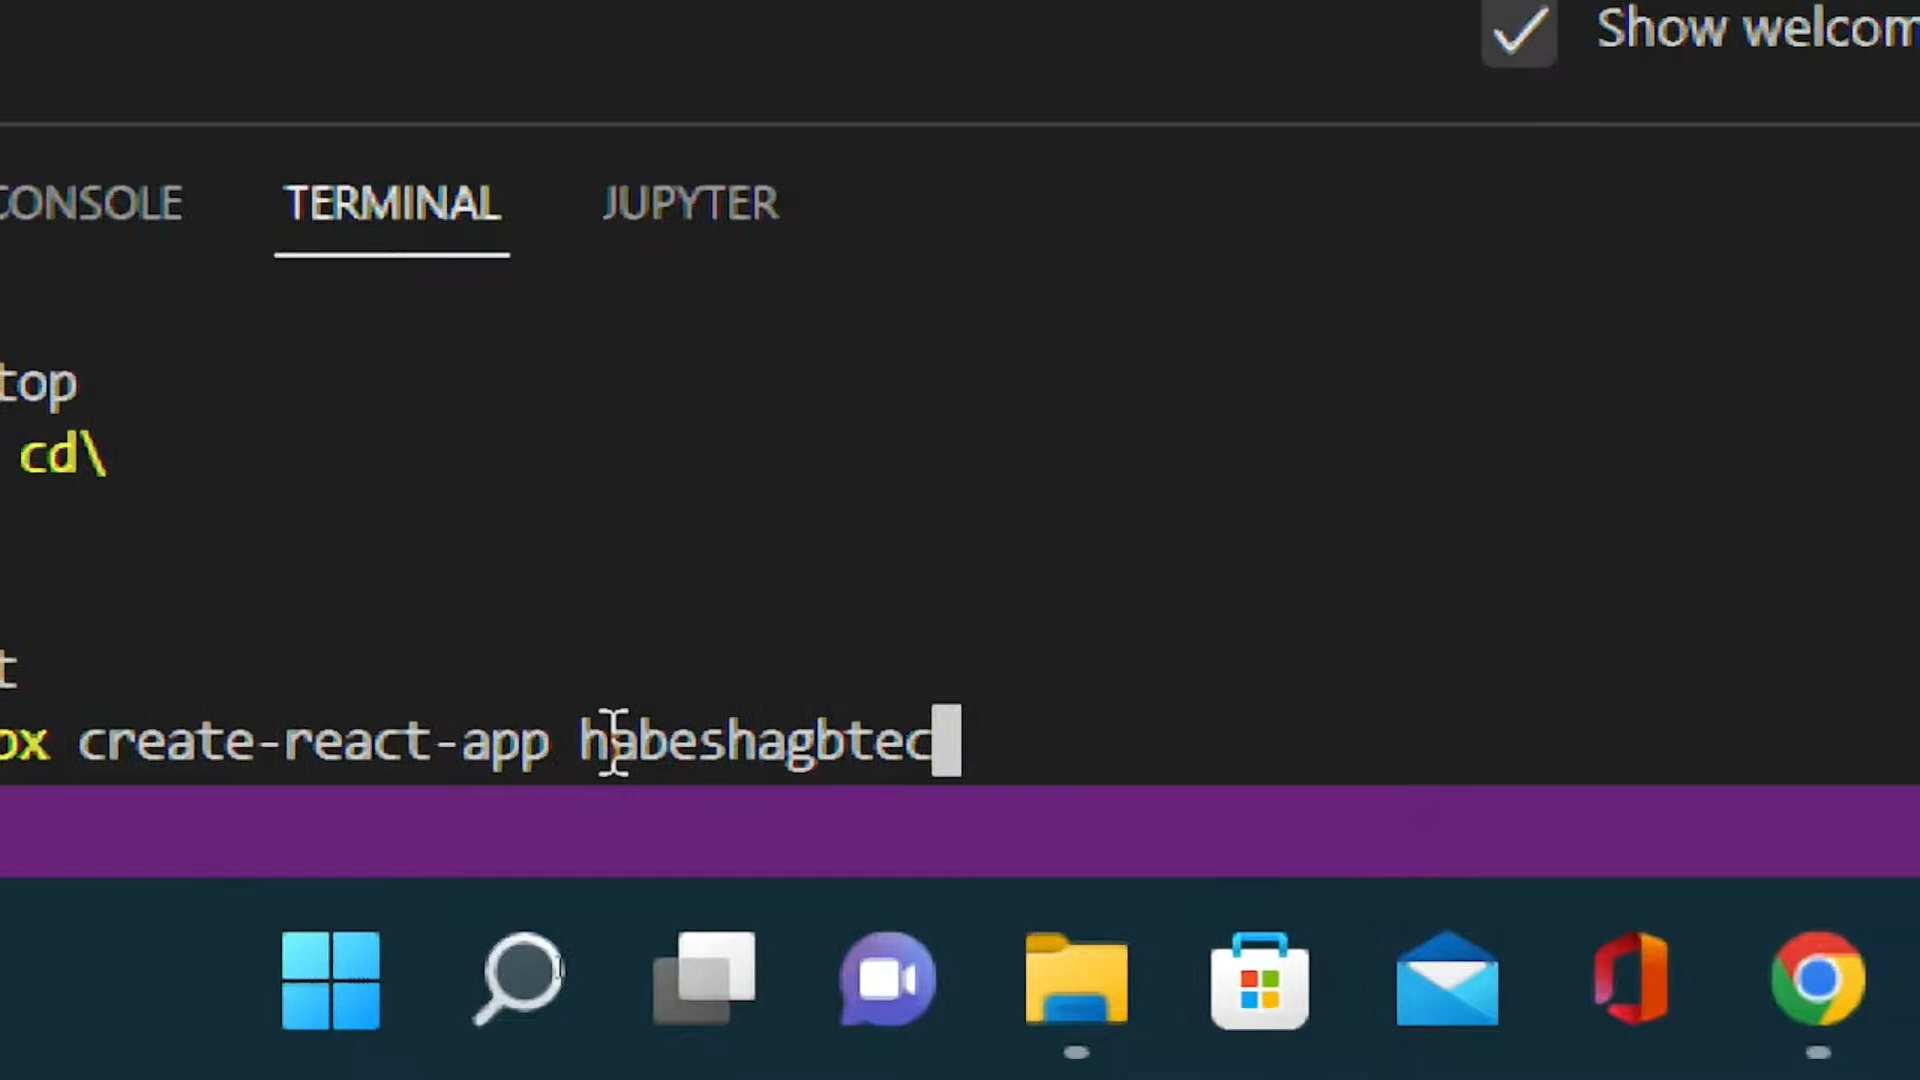 Show welcom
CONSOLE TERMINAL JUPYTER
top
cd\
t
px create-react-app habeshagbtec